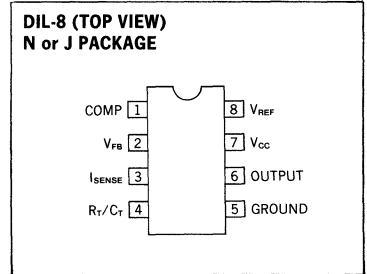 DIL-8 (TOP VIEW)
N or J PACKAGE
COMP 1 8 VREF
VFB 2 7 VCC
ISENSE 3 6 OUTPUT
RT/CT 4 5 GROUND